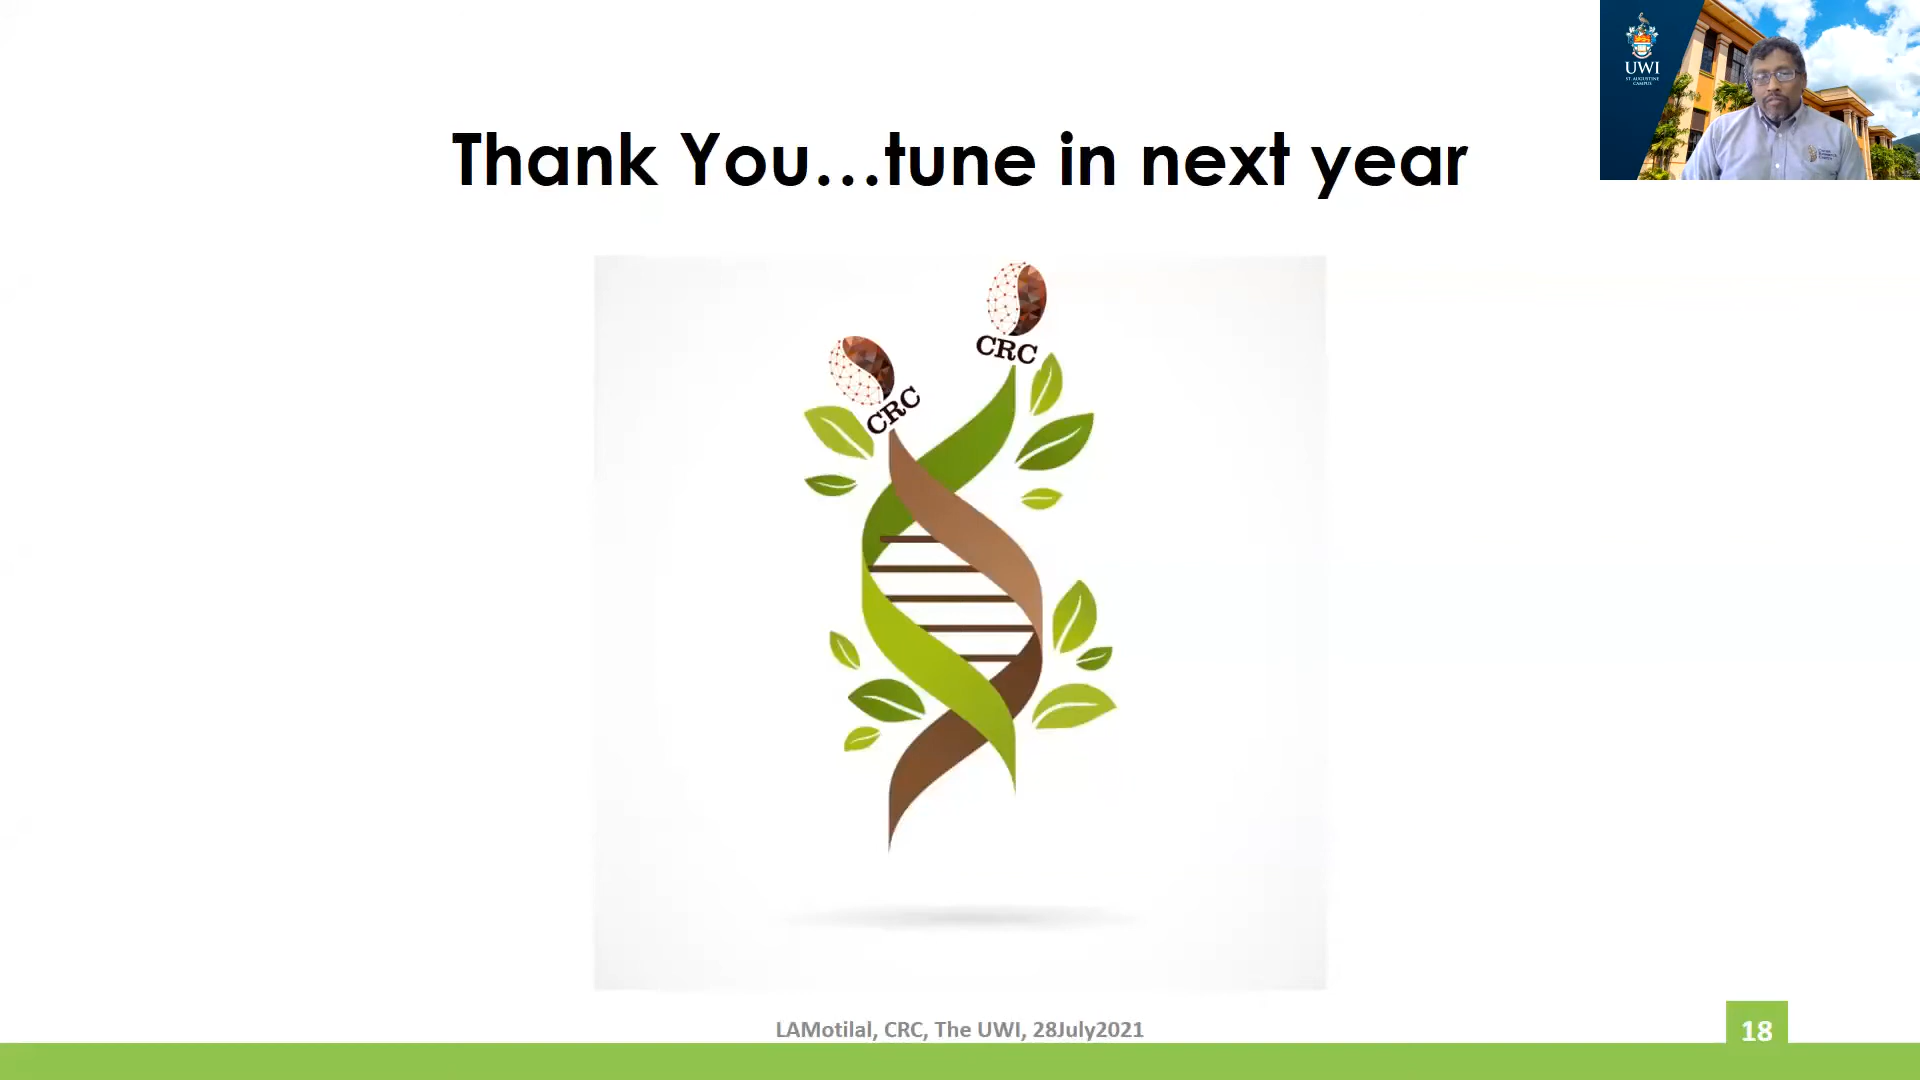 UWI
ST. AUGUSTINE
CAMPUS
Thank You...tune in next year
CRC
CRC
LAMotilal, CRC, The UWI, 28July2021
18